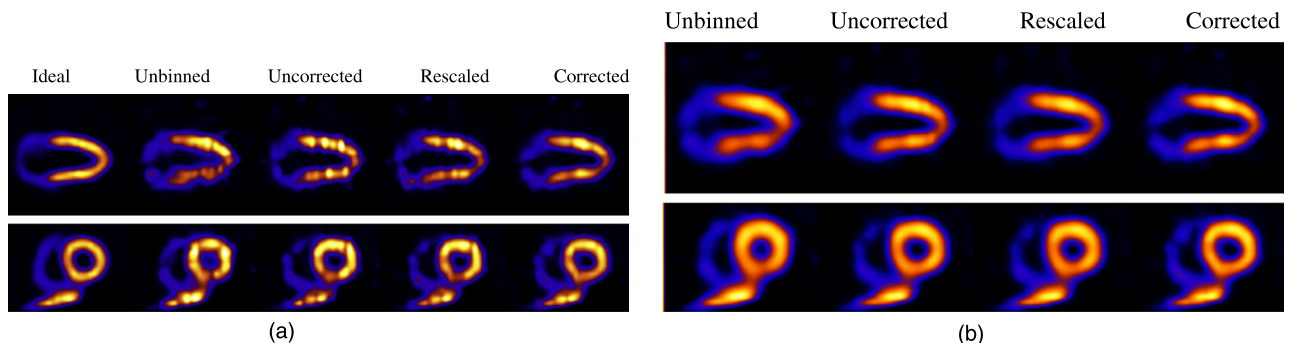 Ideal Unbinned Uncorrected Rescaled Corrected
(a)
Unbinned Uncorrected Rescaled Corrected
(b)